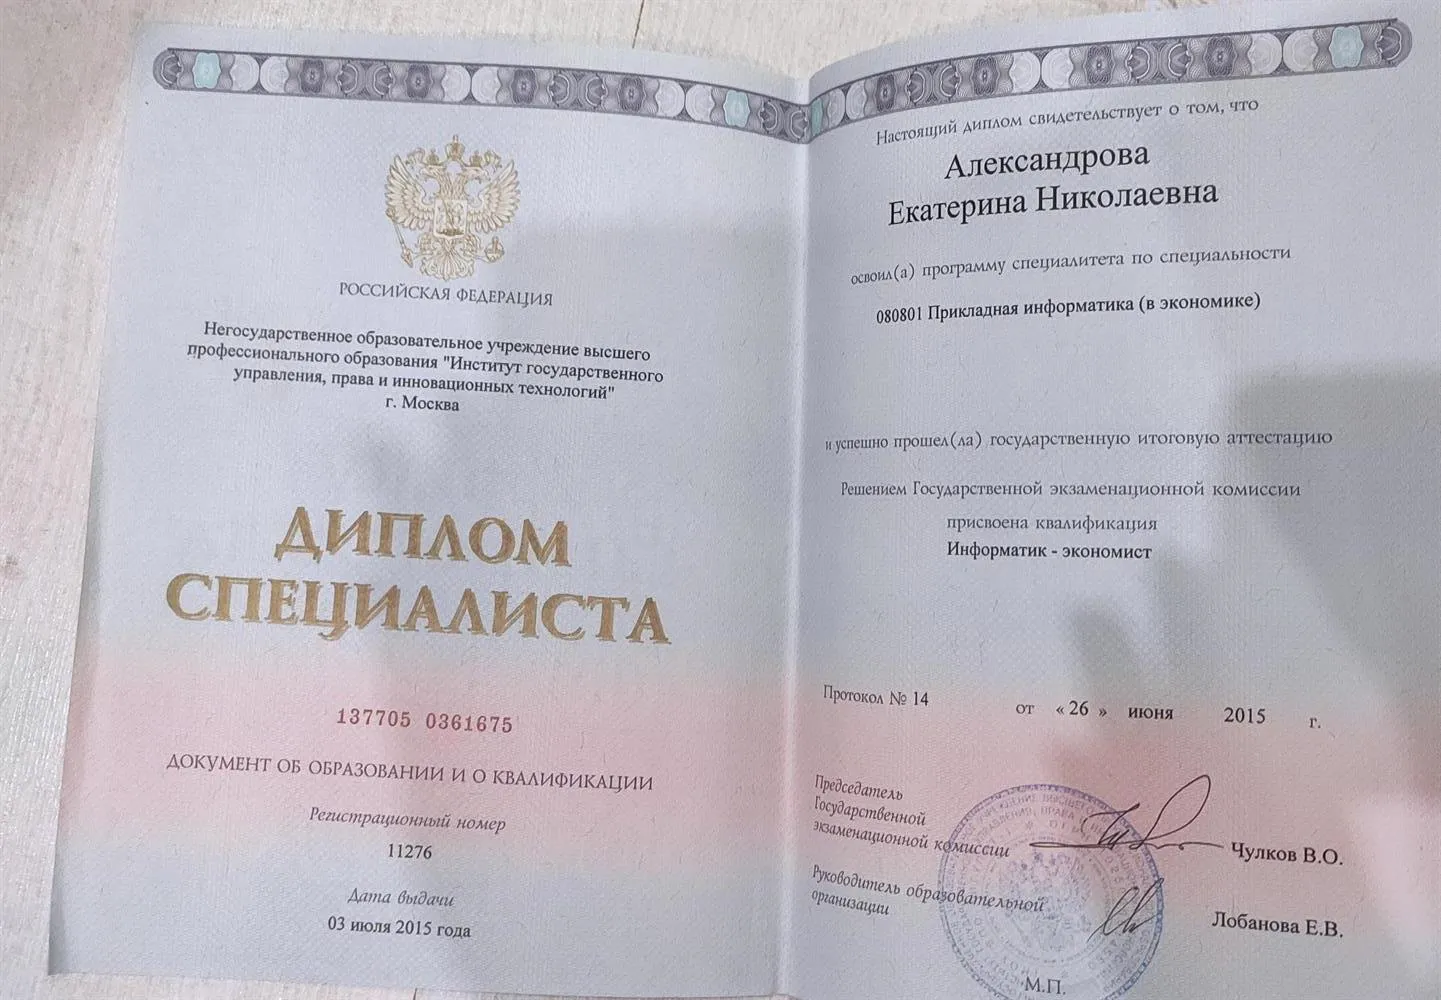 РОССИЙСКАЯ ФЕДЕРАЦИЯ
Негосударственное образовательное учреждение высшего
профессионального образования "Институт государственного
управления, права и инновационных технологий"
г. Москва
ДИПЛОМ
СПЕЦИАЛИСТА
137705 0361675
ДОКУМЕНТ ОБ ОБРАЗОВАНИИ И О КВАЛИФИКАЦИИ
Регистрационный номер
11276
Дата выдачи
03 июля 2015 года
Настоящий диплом свидетельствует о том, что
Александрова
Екатерина Николаевна
освоил(а) программу специалитета по специальности
080801 Прикладная информатика (в экономике)
и успешно прошел(ла) государственную итоговую аттестацию
Решением Государственной экзаменационной комиссии
присвоена квалификация
Информатик - экономист
Протокол № 14 от « 26 » июня 2015 г.
Председатель
Государственной
экзаменационной комиссии Чулков В.О.
Руководитель образовательной
организации Лобанова Е.В.
М.П.